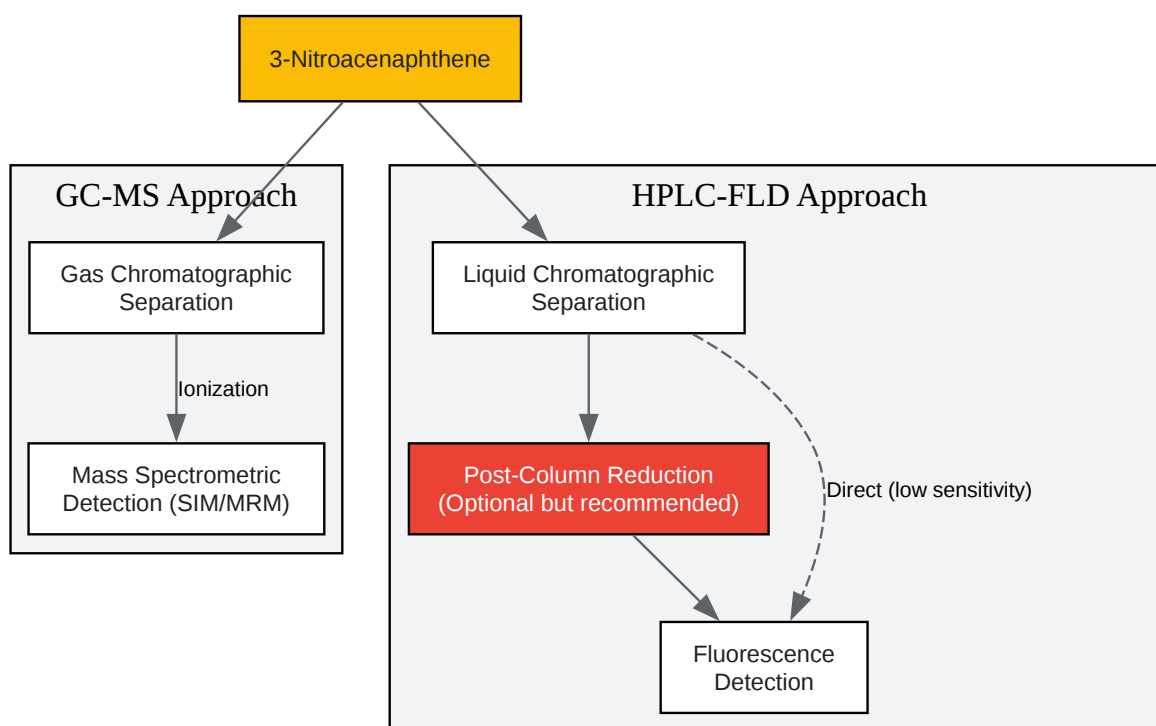 3-Nitroacenaphthene
GC-MS Approach
Gas Chromatographic
Separation
Ionization
Mass Spectrometric
Detection (SIM/MRM)
HPLC-FLD Approach
Liquid Chromatographic
Separation
Post-Column Reduction
(Optional but recommended)
Direct (low sensitivity)
Fluorescence
Detection